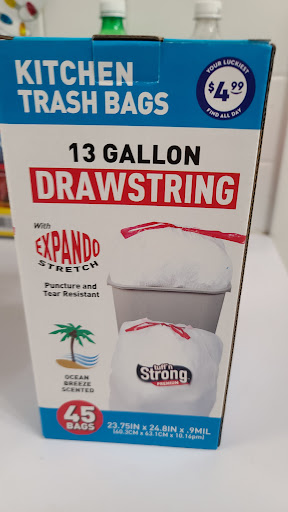 KITCHEN
TRASH BAGS
YOUR LUCKIEST
$4.99
FIND ALL DAY
13 GALLON
DRAWSTRING
With
EXPANDO
STRETCH
Puncture and
Tear Resistant
OCEAN
BREEZE
SCENTED
tuff'n
Strong
PREMIUM
45
BAGS
23.75IN x 24.8IN x .9MIL
(60.3CM x 63.1CM x 10.16µm)